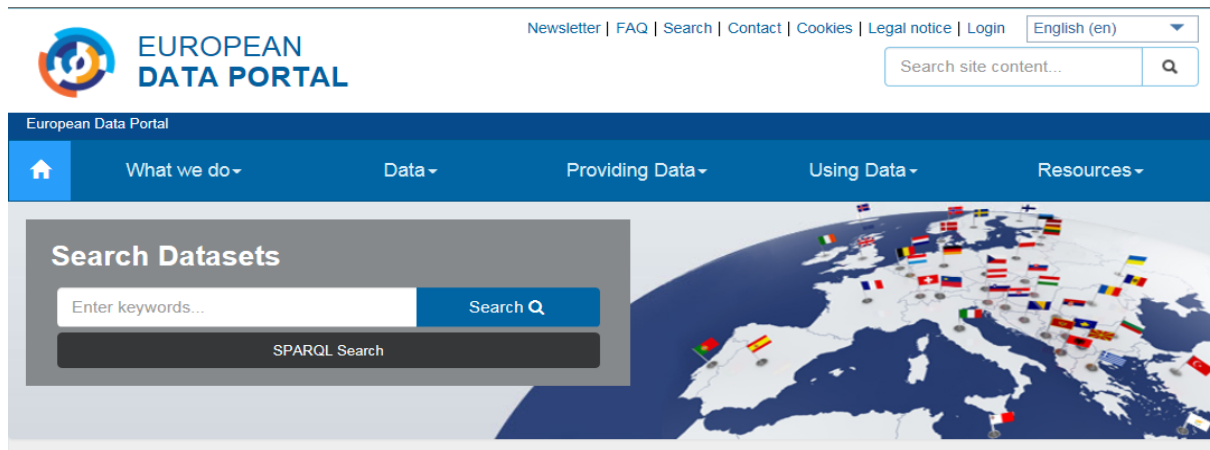 Newsletter | FAQ | Search | Contact | Cookies | Legal notice | Login English (en)
EUROPEAN
DATA PORTAL
Search site content...
European Data Portal
What we do Data Providing Data Using Data Resources
Search Datasets
Enter keywords... Search
SPARQL Search